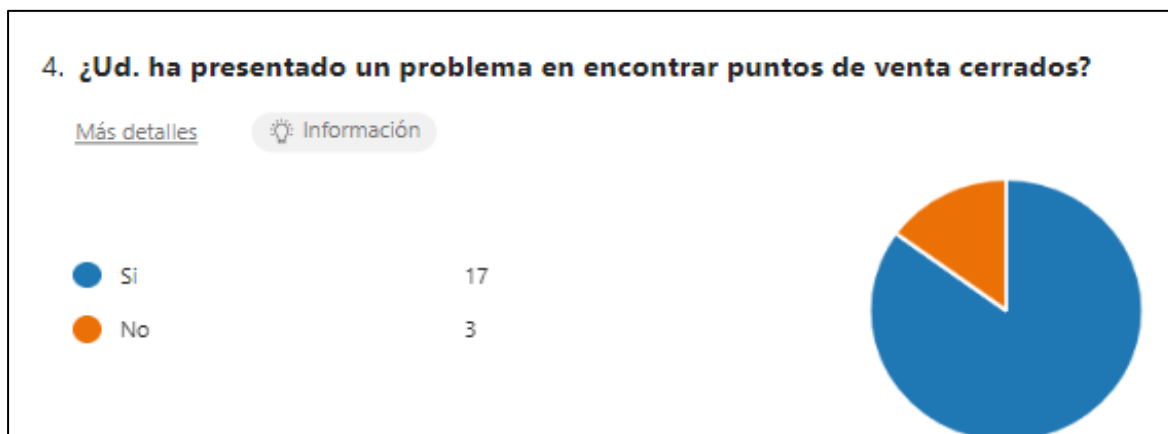 4. ¿Ud. ha presentado un problema en encontrar puntos de venta cerrados?
Más detalles Información
Si 17
No 3